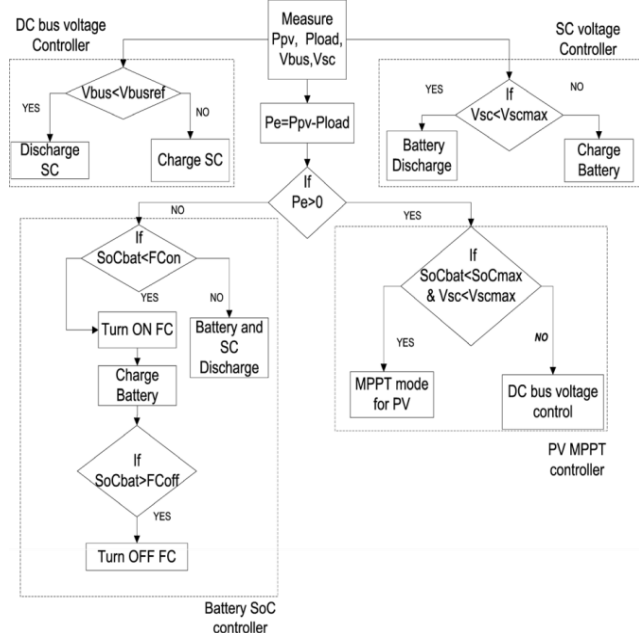 DC bus voltage
Controller
Measure
Ppv, Pload,
Vbus,Vsc
SC voltage
Controller
Vbus<Vbusref
YES
NO
Discharge
SC
Charge SC
Pe=Ppv-Pload
If
Vsc<Vscmax
YES
NO
Battery
Discharge
Charge
Battery
If
Pe>0
NO
YES
If
SoCbat<FCon
YES
NO
Turn ON FC
Battery and
SC
Discharge
Charge
Battery
If
SoCbat>FCoff
YES
Turn OFF FC
Battery SoC
controller
If
SoCbat<SoCmax
& Vsc<Vscmax
YES
NO
MPPT mode
for PV
DC bus voltage
control
PV MPPT
controller